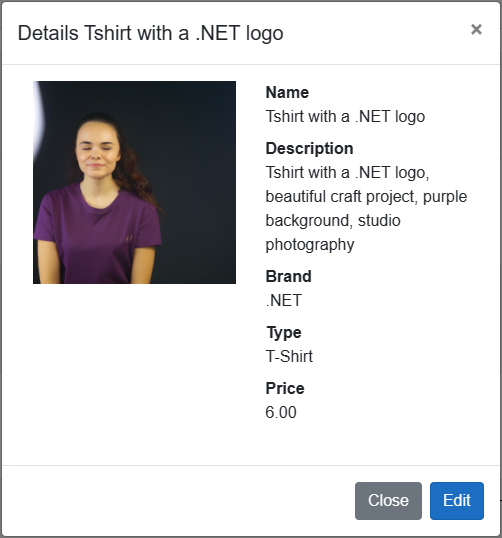 Details Tshirt with a .NET logo
×
Name
Tshirt with a .NET logo
Description
Tshirt with a .NET logo,
beautiful craft project, purple
background, studio
photography
Brand
.NET
Type
T-Shirt
Price
6.00
Close
Edit